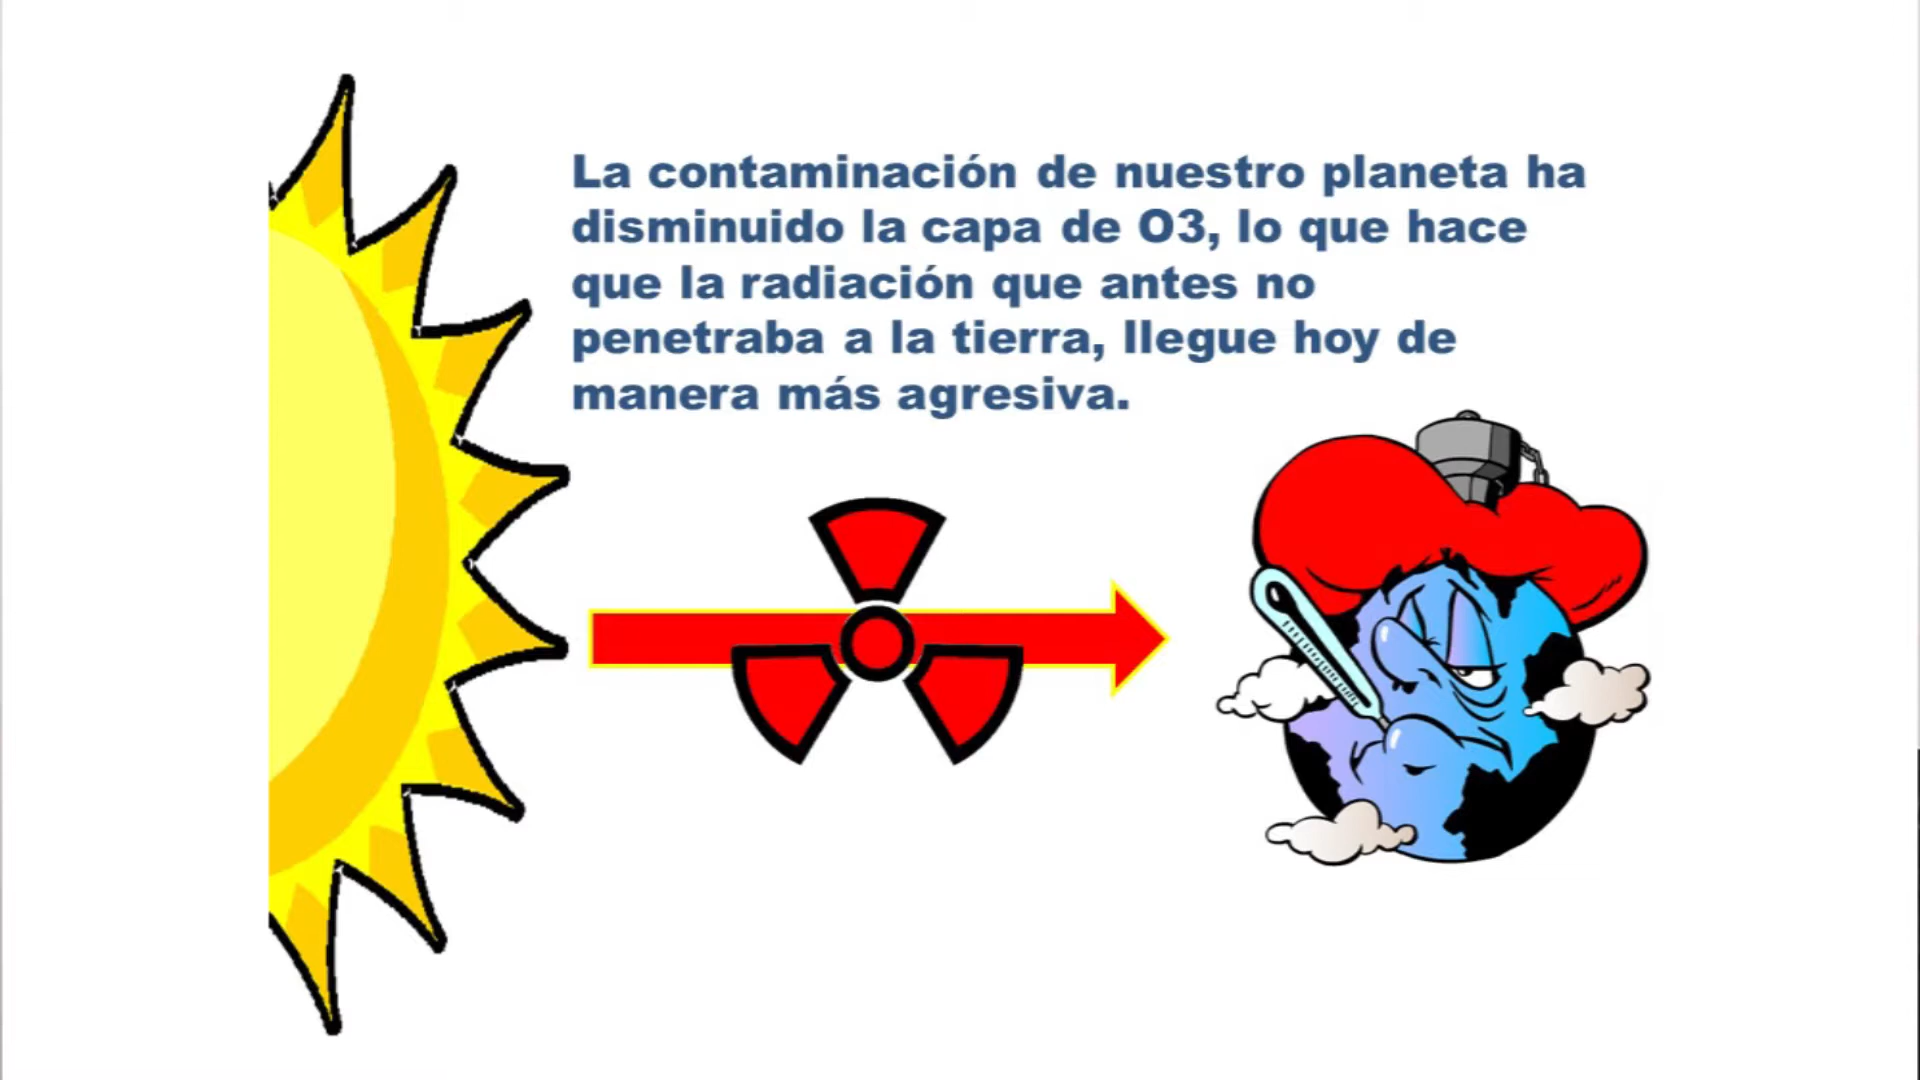 La contaminación de nuestro planeta ha
disminuido la capa de O3, lo que hace
que la radiación que antes no
penetraba a la tierra, llegue hoy de
manera más agresiva.